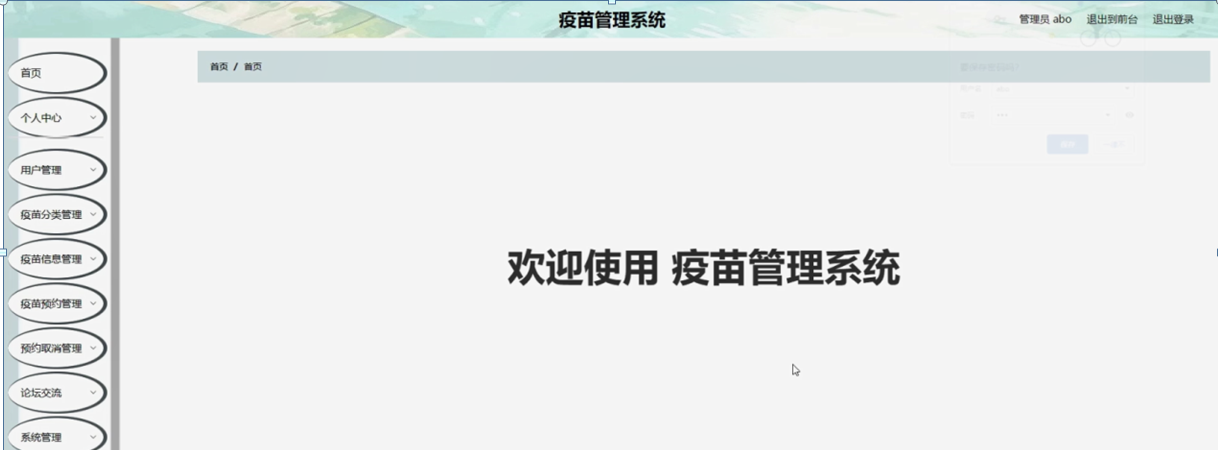 疫苗管理系统
管理员 abo 退出到前台 退出登录
首页 / 首页
首页
个人中心
用户管理
疫苗分类管理
疫苗信息管理
疫苗预约管理
预约取消管理
论坛交流
系统管理
欢迎使用 疫苗管理系统